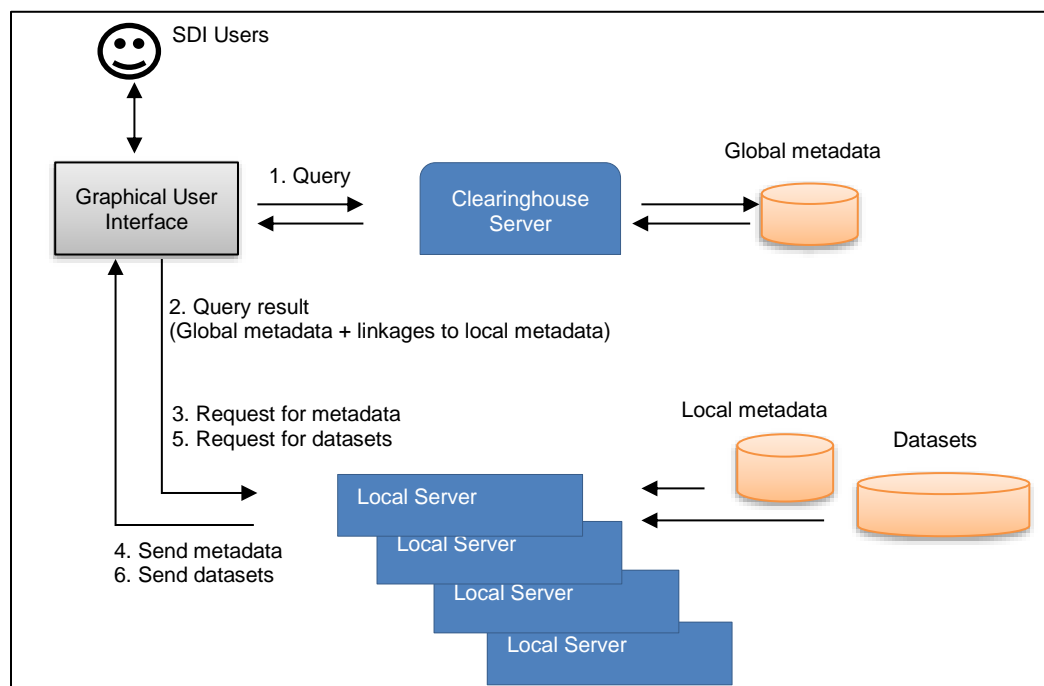 SDI Users
Global metadata
1. Query
Graphical User
Interface
Clearinghouse
Server
2. Query result
(Global metadata + linkages to local metadata)
3. Request for metadata
5. Request for datasets
Local metadata
Datasets
Local Server
Local Server
Local Server
Local Server
4. Send metadata
6. Send datasets